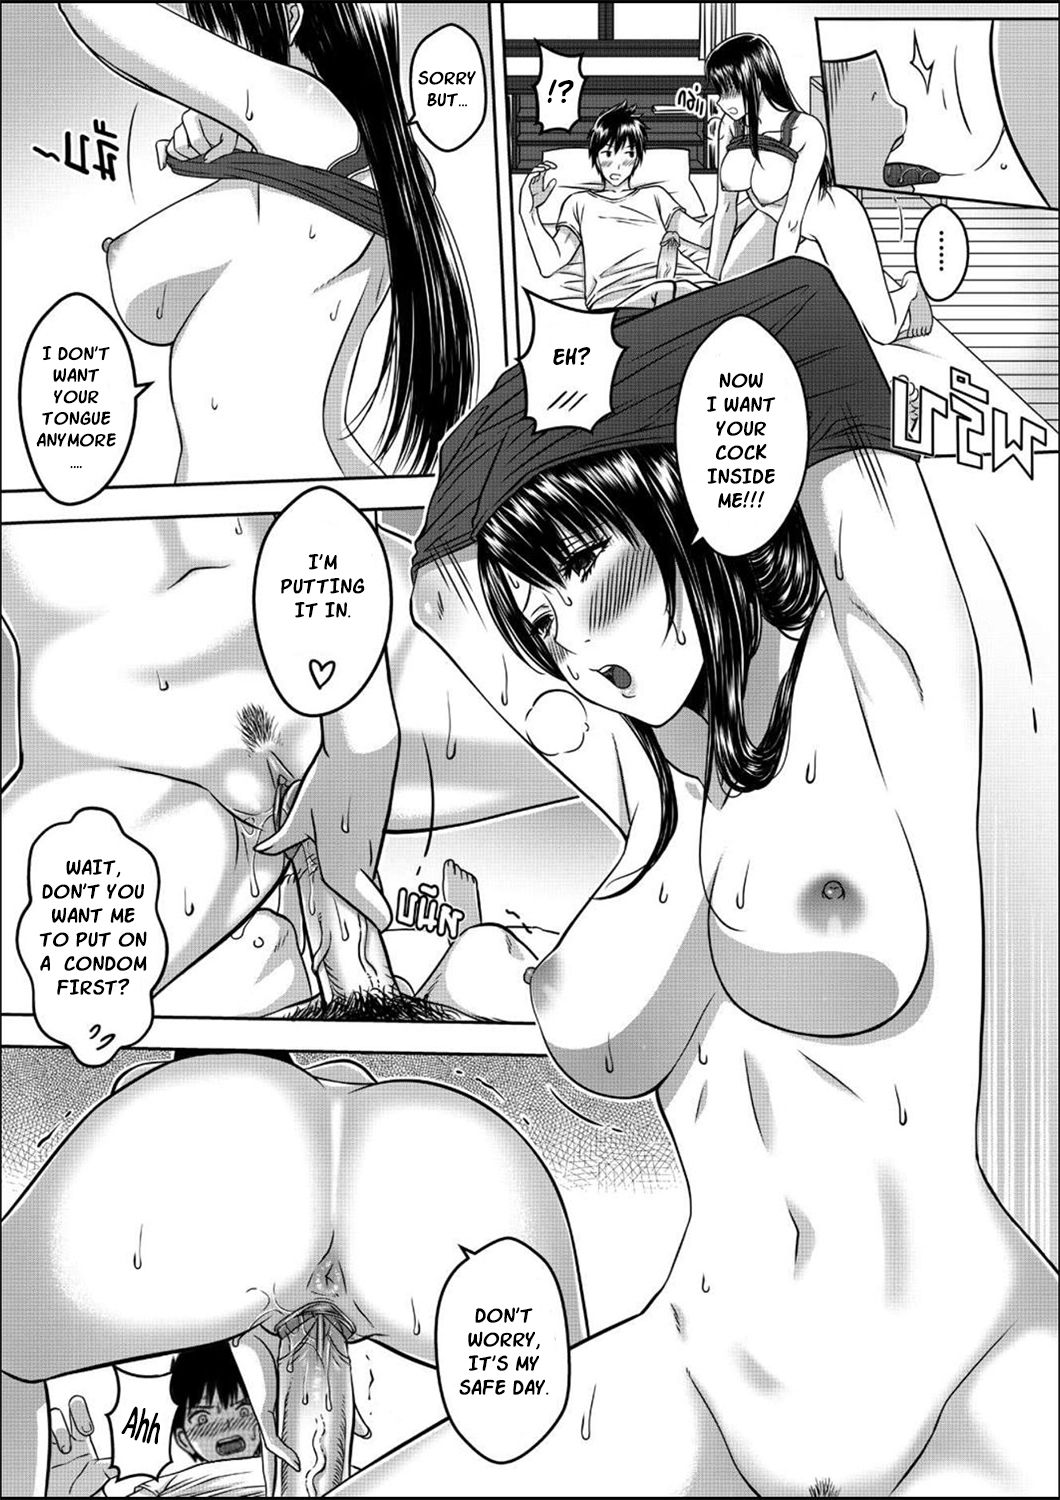 ........
!?
SORRY
BUT...
I DON'T
WANT
YOUR
TONGUE
ANYMORE
....
EH?
NOW
I WANT
YOUR
COCK
INSIDE
ME!!!
I'M
PUTTING
IT IN.
♡
WAIT,
DON'T YOU
WANT ME
TO PUT ON
A CONDOM
FIRST?
DON'T
WORRY,
IT'S MY
SAFE DAY.
Ahh